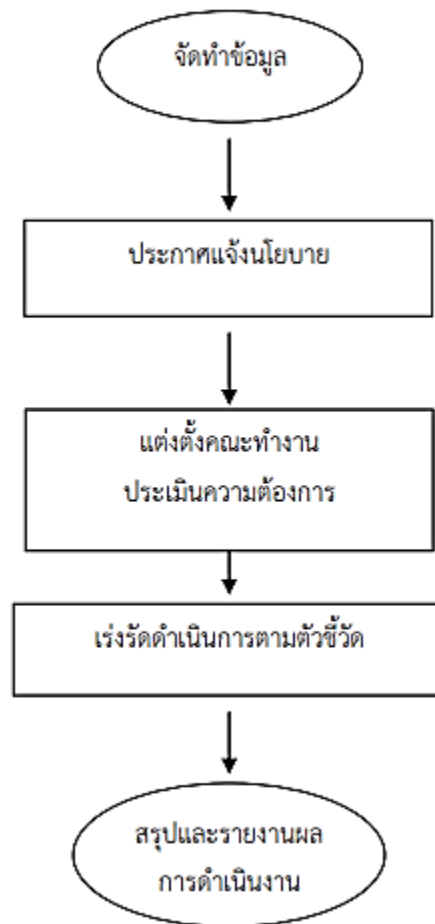 จัดทำข้อมูล
ประกาศแจ้งนโยบาย
แต่งตั้งคณะทำงาน
ประเมินความต้องการ
เร่งรัดดำเนินการตามตัวชี้วัด
สรุปและรายงานผล
การดำเนินงาน